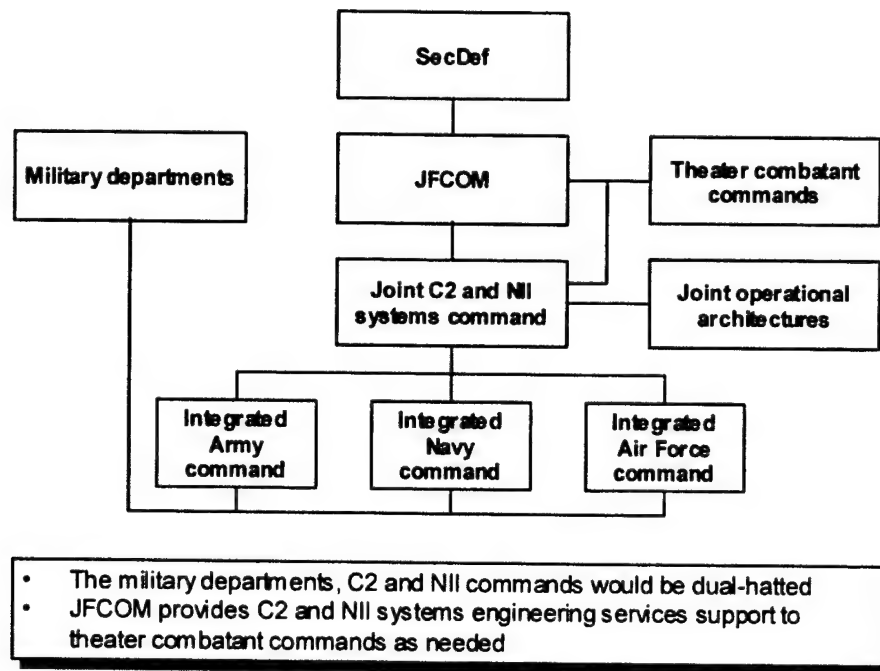 SecDef
Military departments
JFCOM
Theater combatant
commands
Joint C2 and NII
systems command
Joint operational
architectures
Integrated
Army
command
Integrated
Navy
command
Integrated
Air Force
command
• The military departments, C2 and NII commands would be dual-hatted
• JFCOM provides C2 and NII systems engineering services support to
theater combatant commands as needed